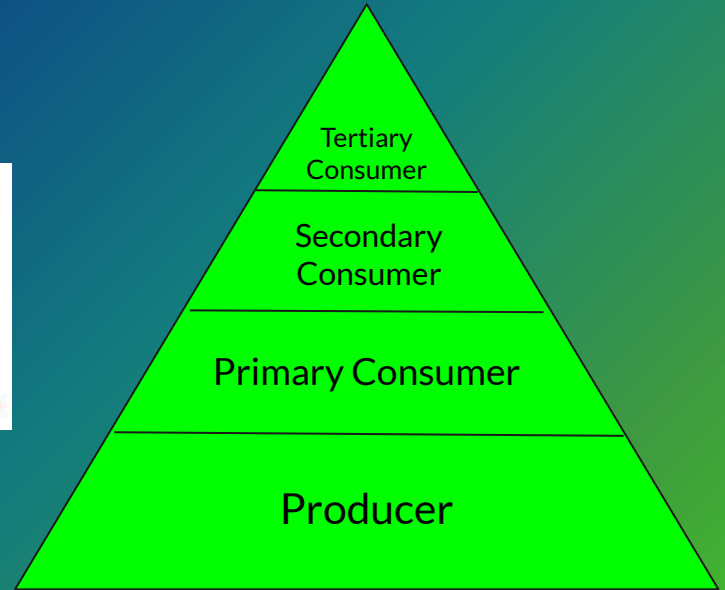 Tertiary
Consumer
Secondary
Consumer
Primary Consumer
Producer